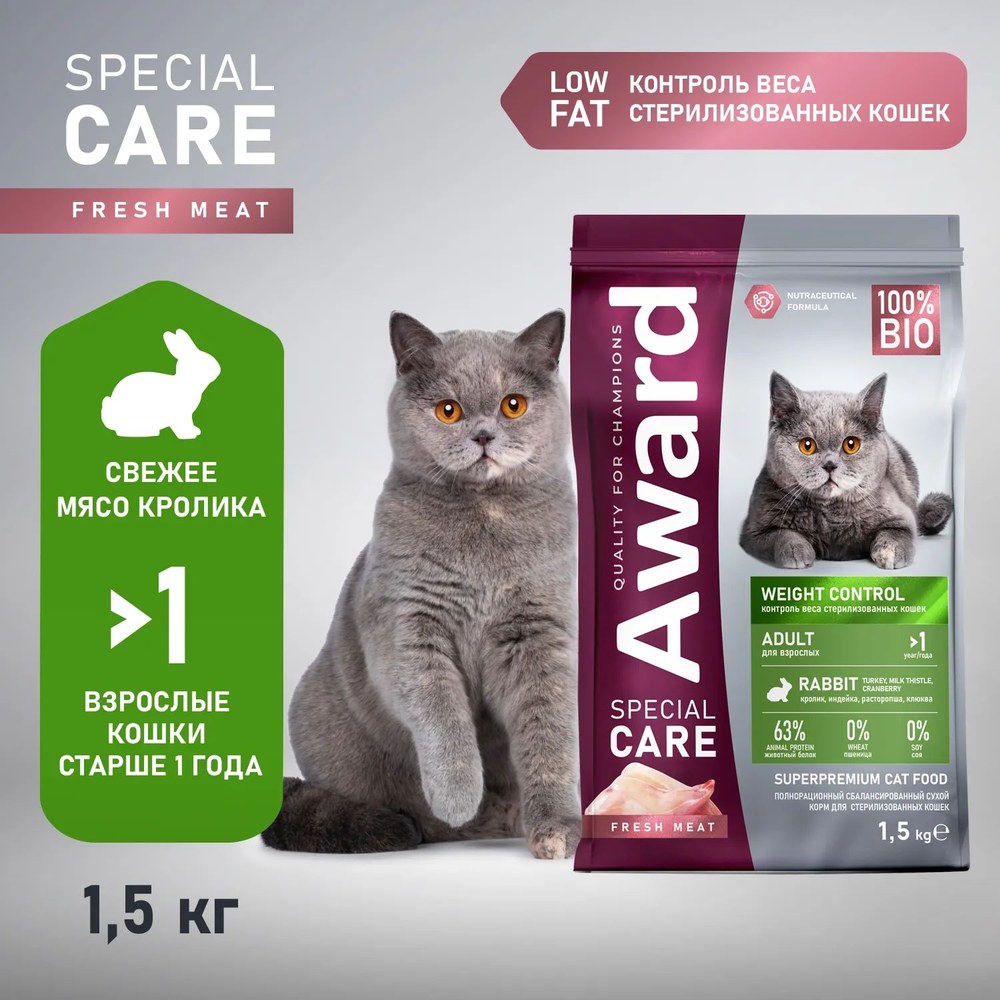 SPECIAL
CARE
FRESH MEAT
LOW
FAT
КОНТРОЛЬ ВЕСА
СТЕРИЛИЗОВАННЫХ КОШЕК
СВЕЖЕЕ
МЯСО КРОЛИКА
>1
ВЗРОСЛЫЕ
КОШКИ
СТАРШЕ 1 ГОДА
1,5 кг
Award
QUALITY FOR CHAMPIONS
SPECIAL
CARE
FRESH MEAT
NUTRACEUTICAL
FORMULA
100%
BIO
WEIGHT CONTROL
контроль веса стерилизованных кошек
ADULT
для взрослых
>1
year/года
RABBIT TURKEY, MILK THISTLE,
CRANBERRY
кролик, индейка, расторопша, клюква
63%
ANIMAL PROTEIN
животный белок
0%
WHEAT
пшеница
0%
SOY
соя
SUPERPREMIUM CAT FOOD
ПОЛНОРАЦИОННЫЙ СБАЛАНСИРОВАННЫЙ СУХОЙ
КОРМ ДЛЯ СТЕРИЛИЗОВАННЫХ КОШЕК
1,5 kg℮